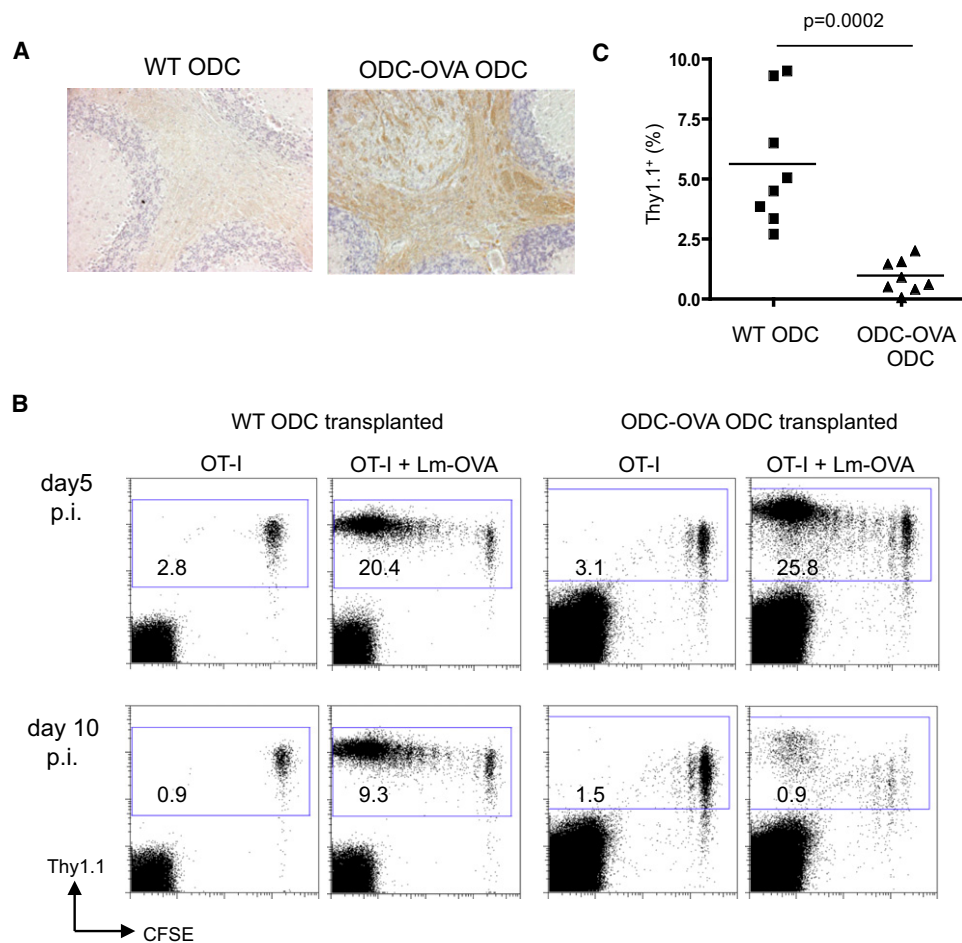 A
WT ODC
ODC-OVA ODC
C
p=0.0002
Thy1.1+ (%)
10.0
7.5
5.0
2.5
0.0
WT ODC
ODC-OVA
ODC
B
WT ODC transplanted
ODC-OVA ODC transplanted
OT-I
OT-I + Lm-OVA
OT-I
OT-I + Lm-OVA
day5
p.i.
2.8
20.4
3.1
25.8
day 10
p.i.
0.9
9.3
1.5
0.9
Thy1.1
CFSE